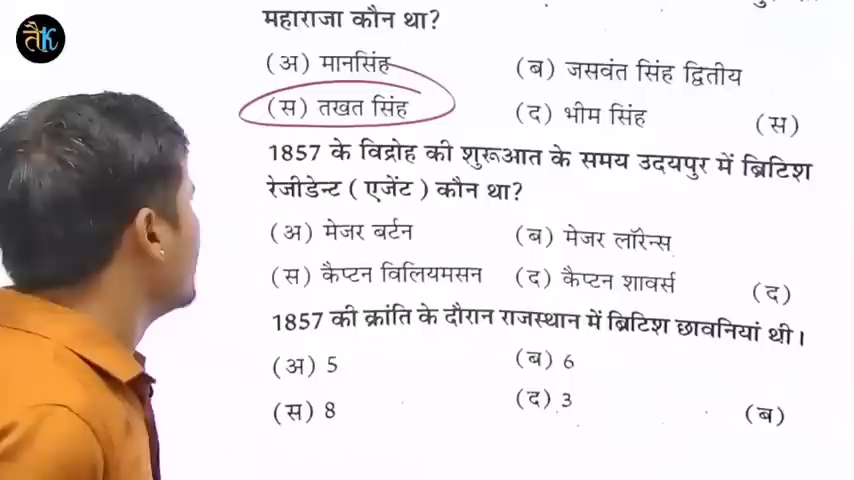 तैK
महाराजा कौन था?
(अ) मानसिंह (ब) जसवंत सिंह द्वितीय
(स) तखत सिंह (द) भीम सिंह (स)
1857 के विद्रोह की शुरूआत के समय उदयपुर में ब्रिटिश
रेजीडेन्ट ( एजेंट ) कौन था?
(अ) मेजर बर्टन (ब) मेजर लॉरेन्स
(स) कैप्टन विलियमसन (द) कैप्टन शावर्स (द)
1857 की क्रांति के दौरान राजस्थान में ब्रिटिश छावनियां थी।
(अ) 5 (ब) 6
(स) 8 (द) 3 (ब)